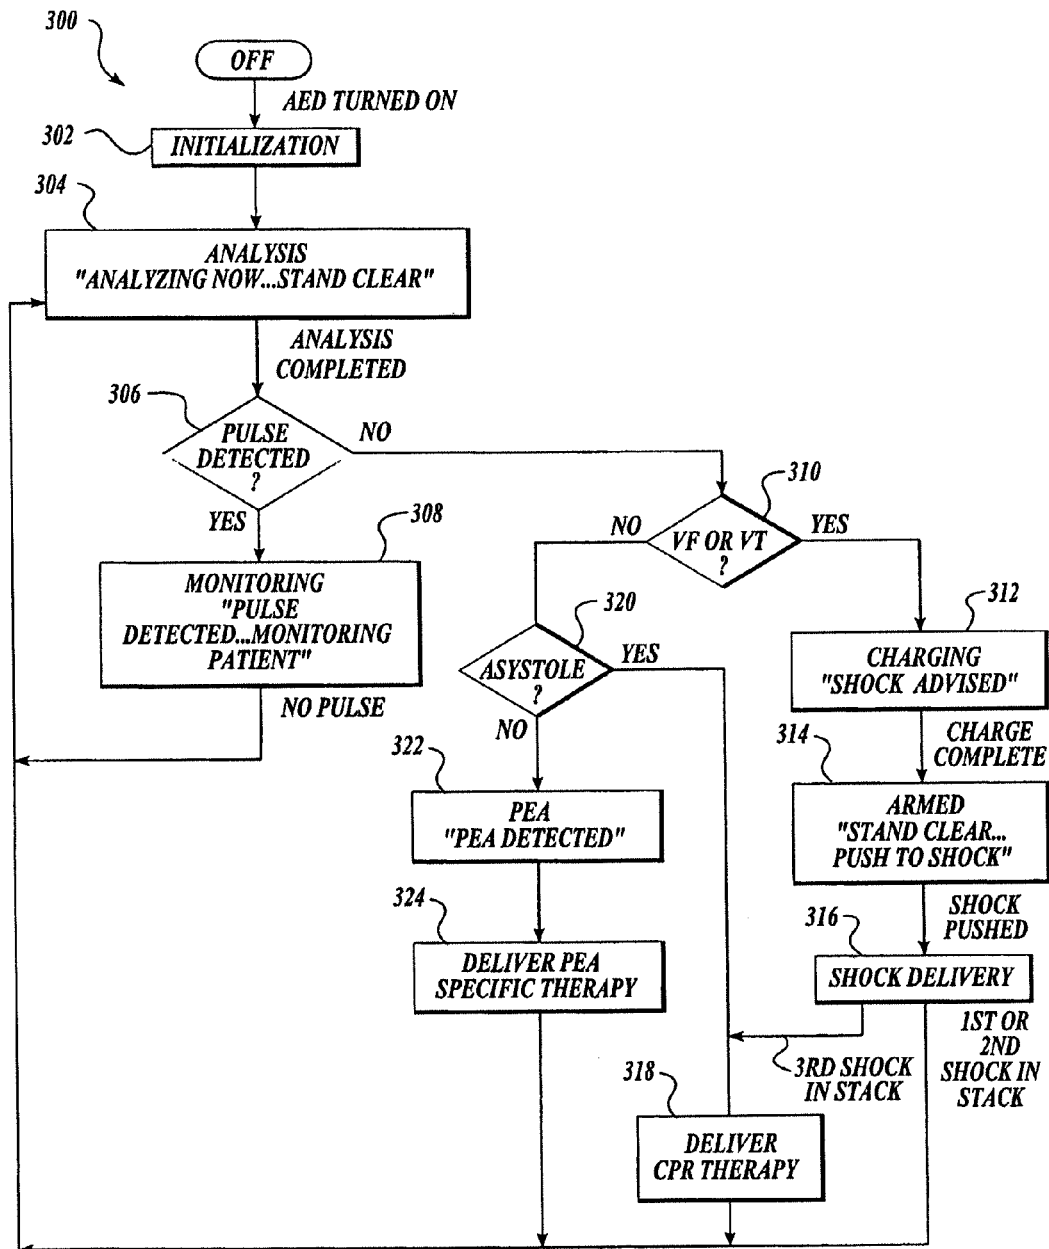 300
OFF
AED TURNED ON
302
INITIALIZATION
304
ANALYSIS
"ANALYZING NOW...STAND CLEAR"
ANALYSIS
COMPLETED
306
PULSE
DETECTED
?
NO
YES
308
MONITORING
"PULSE
DETECTED...MONITORING
PATIENT"
NO PULSE
310
VF OR VT
?
NO
YES
312
CHARGING
"SHOCK ADVISED"
CHARGE
COMPLETE
314
ARMED
"STAND CLEAR...
PUSH TO SHOCK"
SHOCK
PUSHED
316
SHOCK DELIVERY
1ST OR
2ND
SHOCK IN
STACK
3RD SHOCK
IN STACK
320
ASYSTOLE
?
YES
NO
322
PEA
"PEA DETECTED"
324
DELIVER PEA
SPECIFIC THERAPY
318
DELIVER
CPR THERAPY